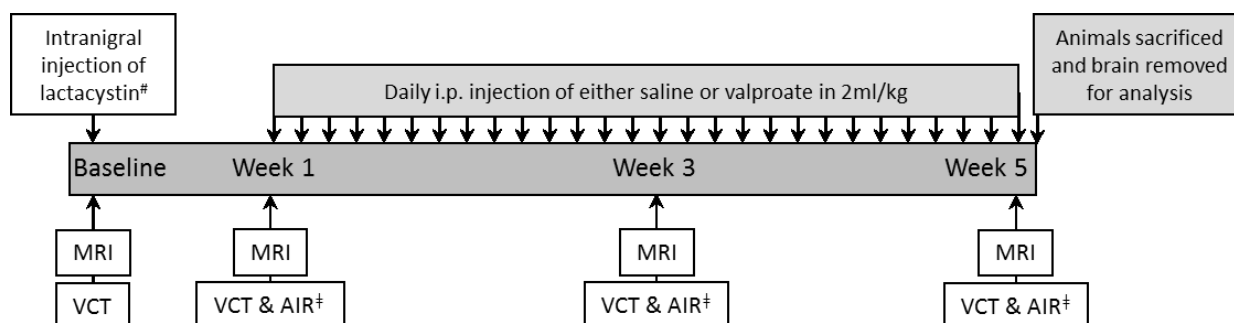 Intranigral
injection of
lactacystin#
Animals sacrificed
and brain removed
for analysis
Daily i.p. injection of either saline or valproate in 2ml/kg
Baseline Week 1 Week 3 Week 5
MRI MRI MRI MRI
VCT VCT & AIR‡ VCT & AIR‡ VCT & AIR‡